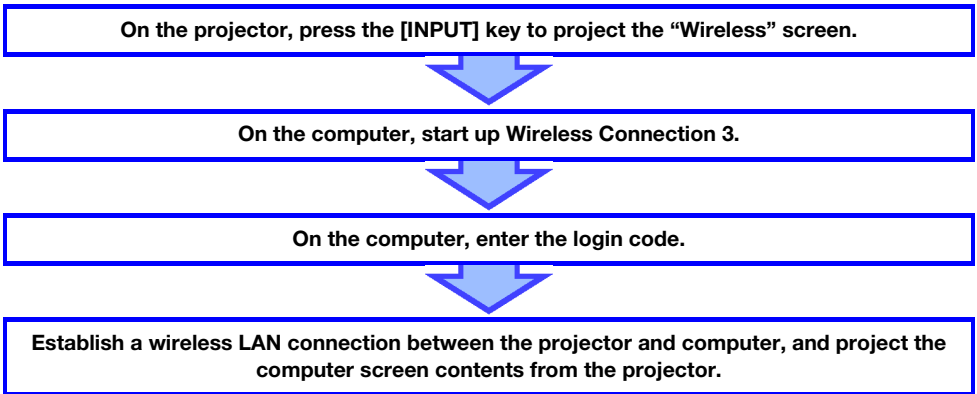 On the projector, press the [INPUT] key to project the “Wireless” screen.
On the computer, start up Wireless Connection 3.
On the computer, enter the login code.
Establish a wireless LAN connection between the projector and computer, and project the
computer screen contents from the projector.